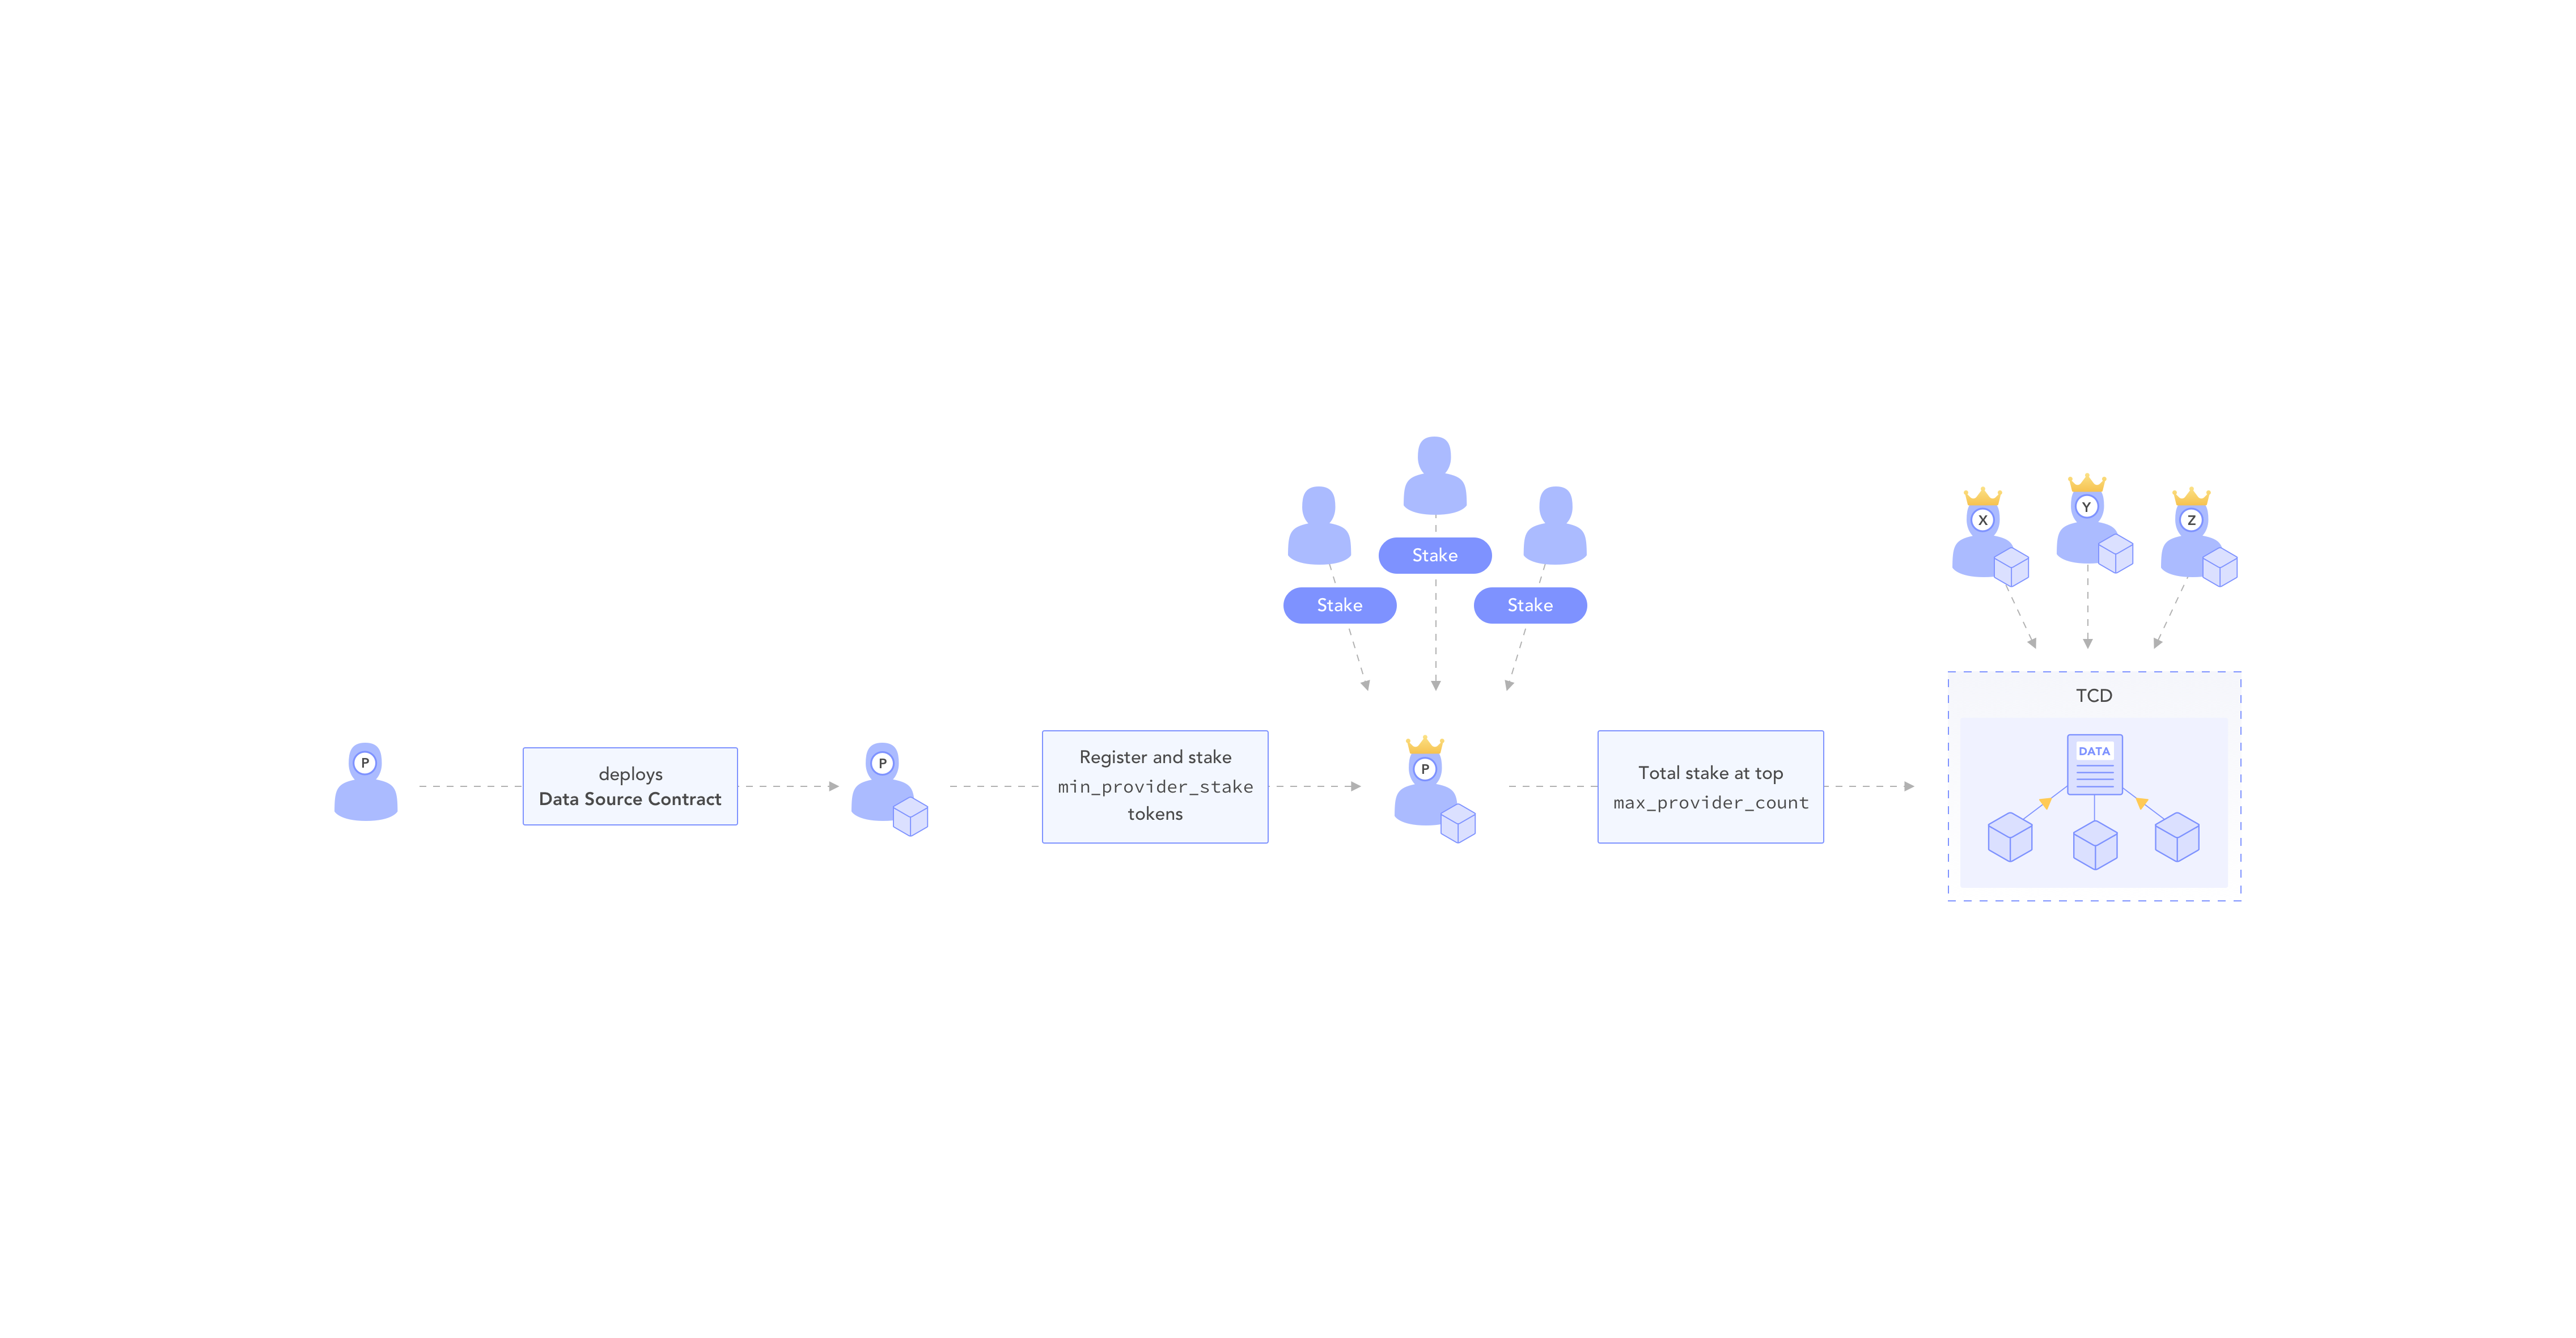 P
deploys
Data Source Contract
P
Register and stake
min_provider_stake
tokens
Stake
Stake
Stake
P
Total stake at top
max_provider_count
X
Y
Z
TCD
DATA